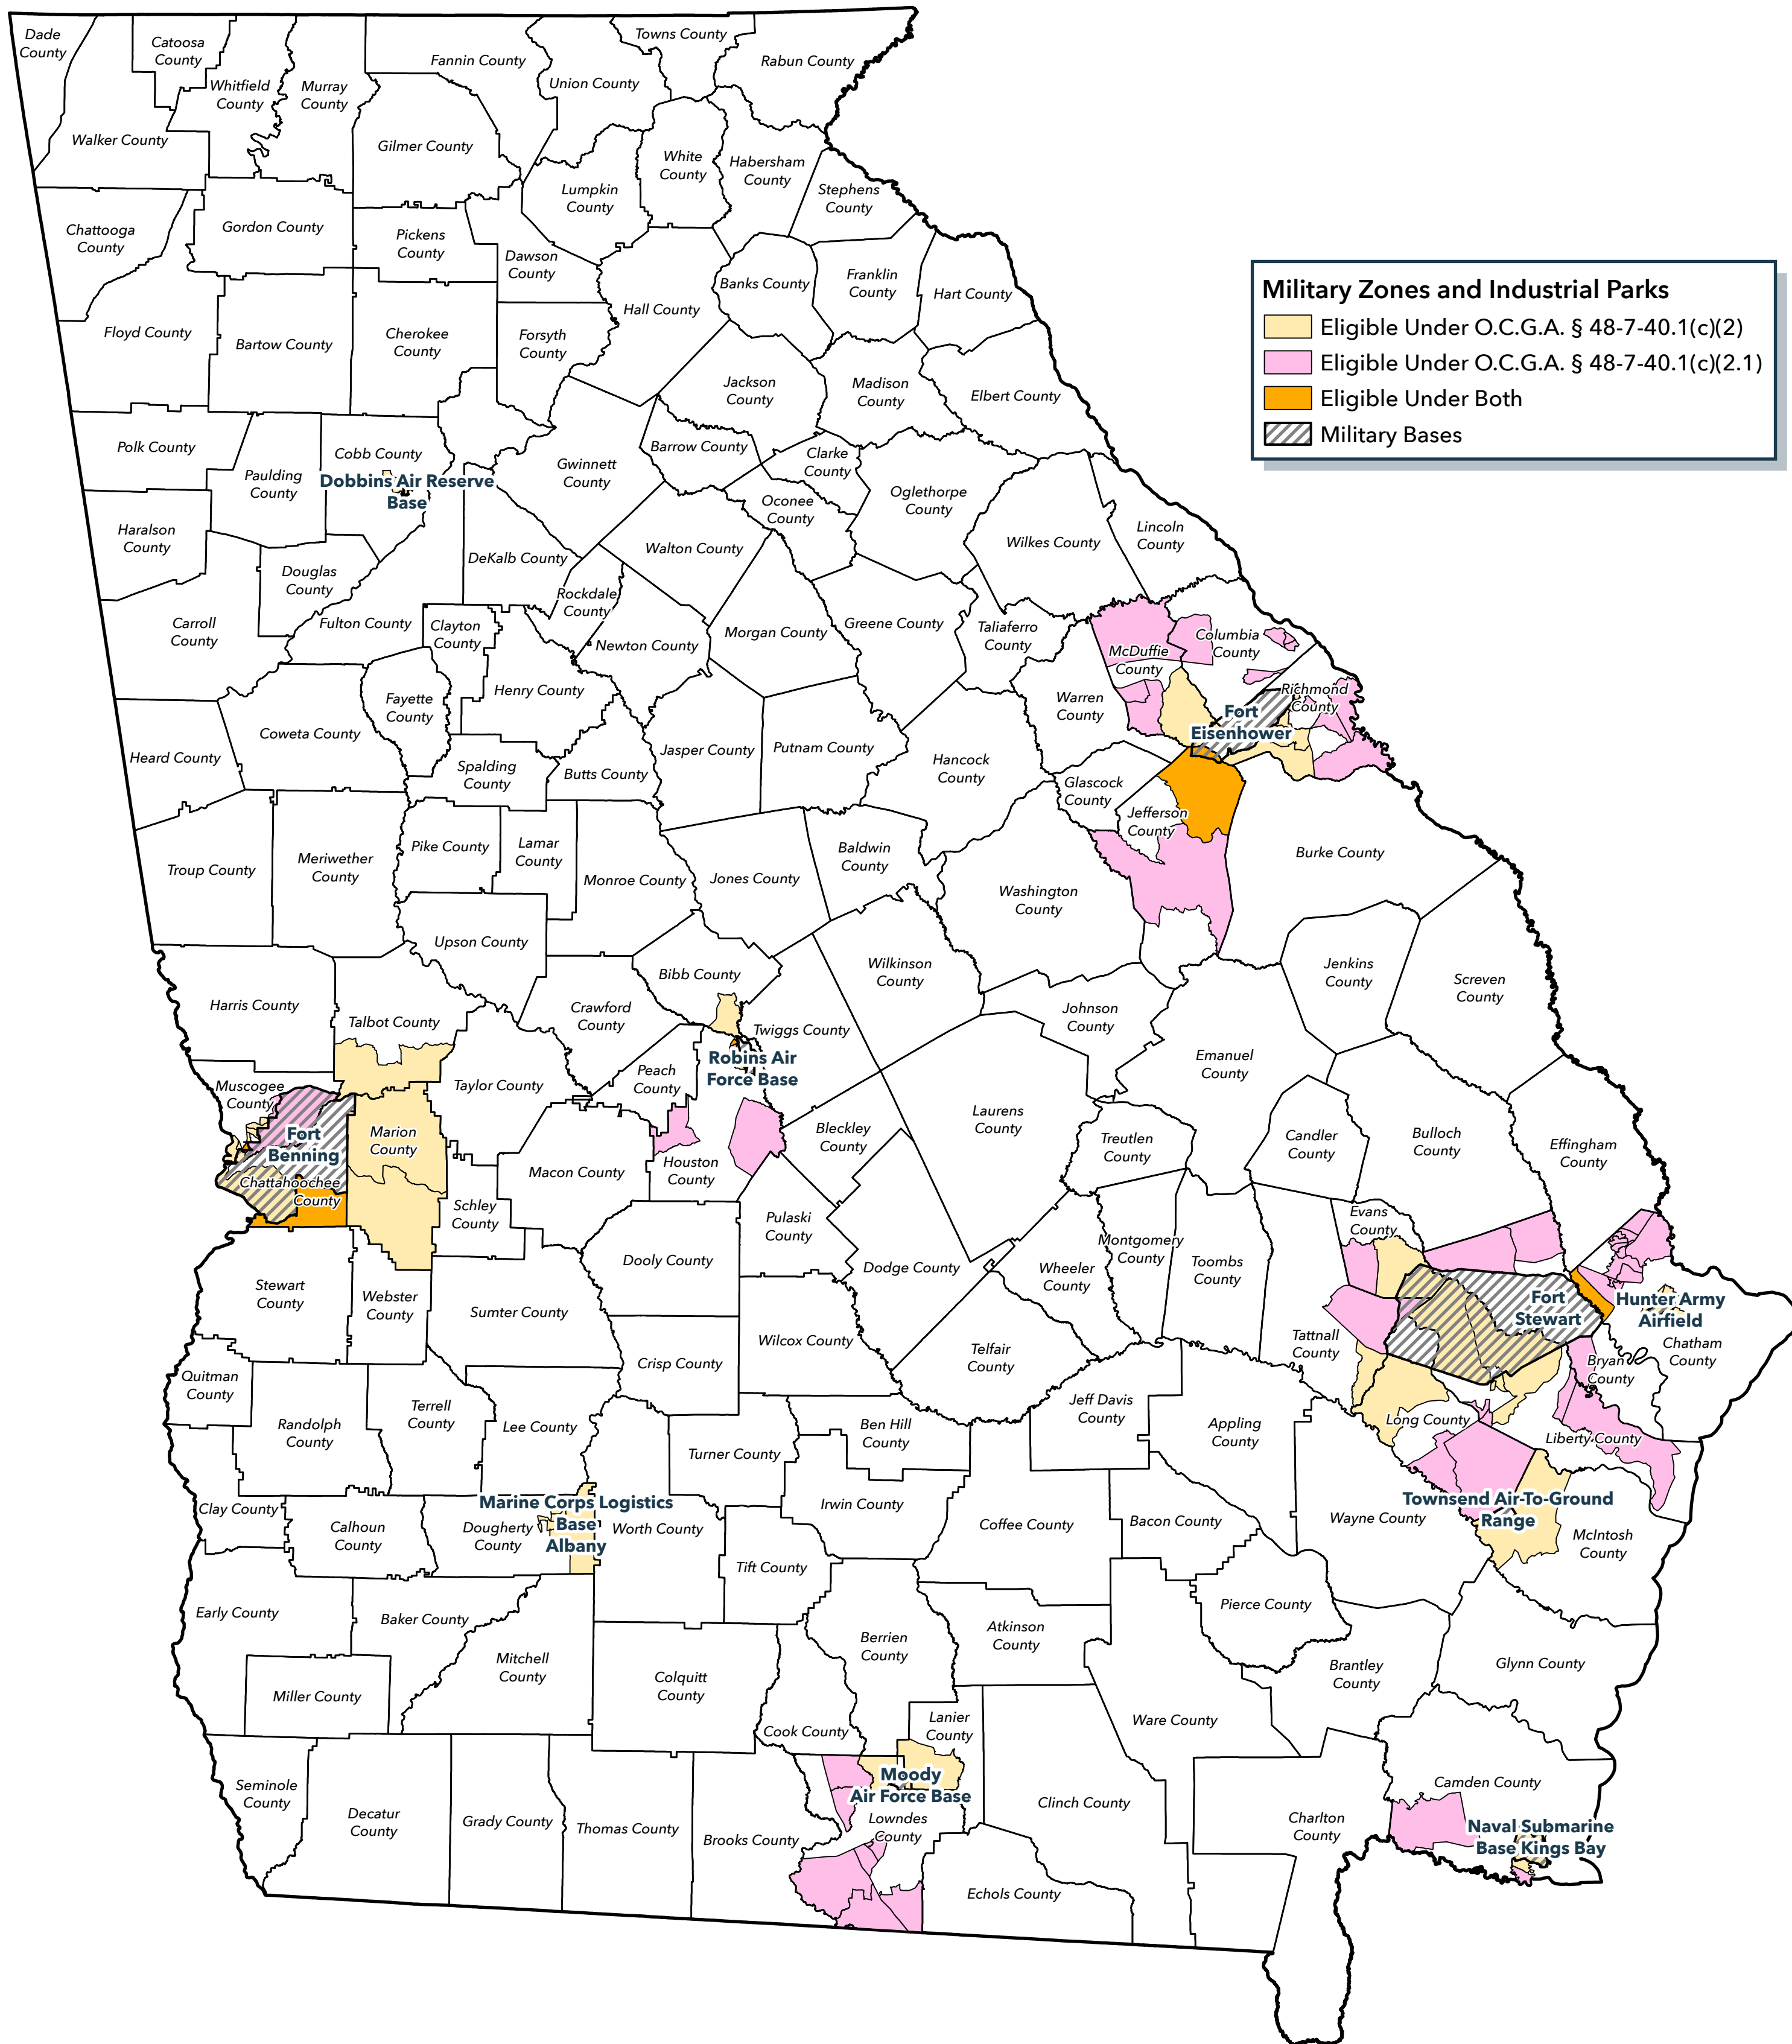 Dade
County
Catoosa
County
Whitfield
County
Murray
County
Fannin County
Union County
Towns County
Rabun County
Walker County
Gilmer County
White
County
Habersham
County
Lumpkin
County
Stephens
County
Chattooga
County
Gordon County
Pickens
County
Dawson
County
Banks County
Franklin
County
Hart County
Hall County
Floyd County
Bartow County
Cherokee
County
Forsyth
County
Military Zones and Industrial Parks
Eligible Under O.C.G.A. § 48-7-40.1(c)(2)
Eligible Under O.C.G.A. § 48-7-40.1(c)(2.1)
Eligible Under Both
Military Bases
Jackson
County
Madison
County
Elbert County
Polk County
Paulding
County
Cobb County
Dobbins Air Reserve
Base
Gwinnett
County
Barrow County
Clarke
County
Oconee
County
Oglethorpe
County
Wilkes County
Lincoln
County
Haralson
County
Douglas
County
DeKalb County
Walton County
Rockdale
County
Carroll
County
Fulton County
Clayton
County
Newton County
Morgan County
Greene County
Taliaferro
County
McDuffie
County
Columbia
County
Henry County
Fayette
County
Warren
County
Richmond
County
Fort
Eisenhower
Coweta County
Heard County
Spalding
County
Butts County
Jasper County
Putnam County
Hancock
County
Glascock
County
Jefferson
County
Burke County
Troup County
Meriwether
County
Pike County
Lamar
County
Monroe County
Jones County
Baldwin
County
Washington
County
Upson County
Bibb County
Wilkinson
County
Jenkins
County
Screven
County
Harris County
Talbot County
Crawford
County
Twiggs County
Johnson
County
Emanuel
County
Robins Air
Force Base
Muscogee
County
Taylor County
Peach
County
Fort
Benning
Marion
County
Chattahoochee
County
Schley
County
Macon County
Houston
County
Bleckley
County
Laurens
County
Treutlen
County
Candler
County
Bulloch
County
Effingham
County
Pulaski
County
Dooly County
Dodge County
Wheeler
County
Montgomery
County
Toombs
County
Evans
County
Tattnall
County
Fort
Stewart
Hunter Army
Airfield
Chatham
County
Bryan
County
Stewart
County
Webster
County
Sumter County
Crisp County
Wilcox County
Telfair
County
Quitman
County
Randolph
County
Terrell
County
Lee County
Turner County
Ben Hill
County
Jeff Davis
County
Appling
County
Long County
Liberty County
Clay County
Calhoun
County
Dougherty
County
Marine Corps Logistics
Base
Albany
Worth County
Irwin County
Tift County
Coffee County
Bacon County
Wayne County
Townsend Air-To-Ground
Range
McIntosh
County
Early County
Baker County
Mitchell
County
Miller County
Colquitt
County
Berrien
County
Atkinson
County
Pierce County
Brantley
County
Glynn County
Cook County
Lanier
County
Ware County
Seminole
County
Decatur
County
Grady County
Thomas County
Brooks County
Moody
Air Force Base
Lowndes
County
Clinch County
Echols County
Charlton
County
Camden County
Naval Submarine
Base Kings Bay